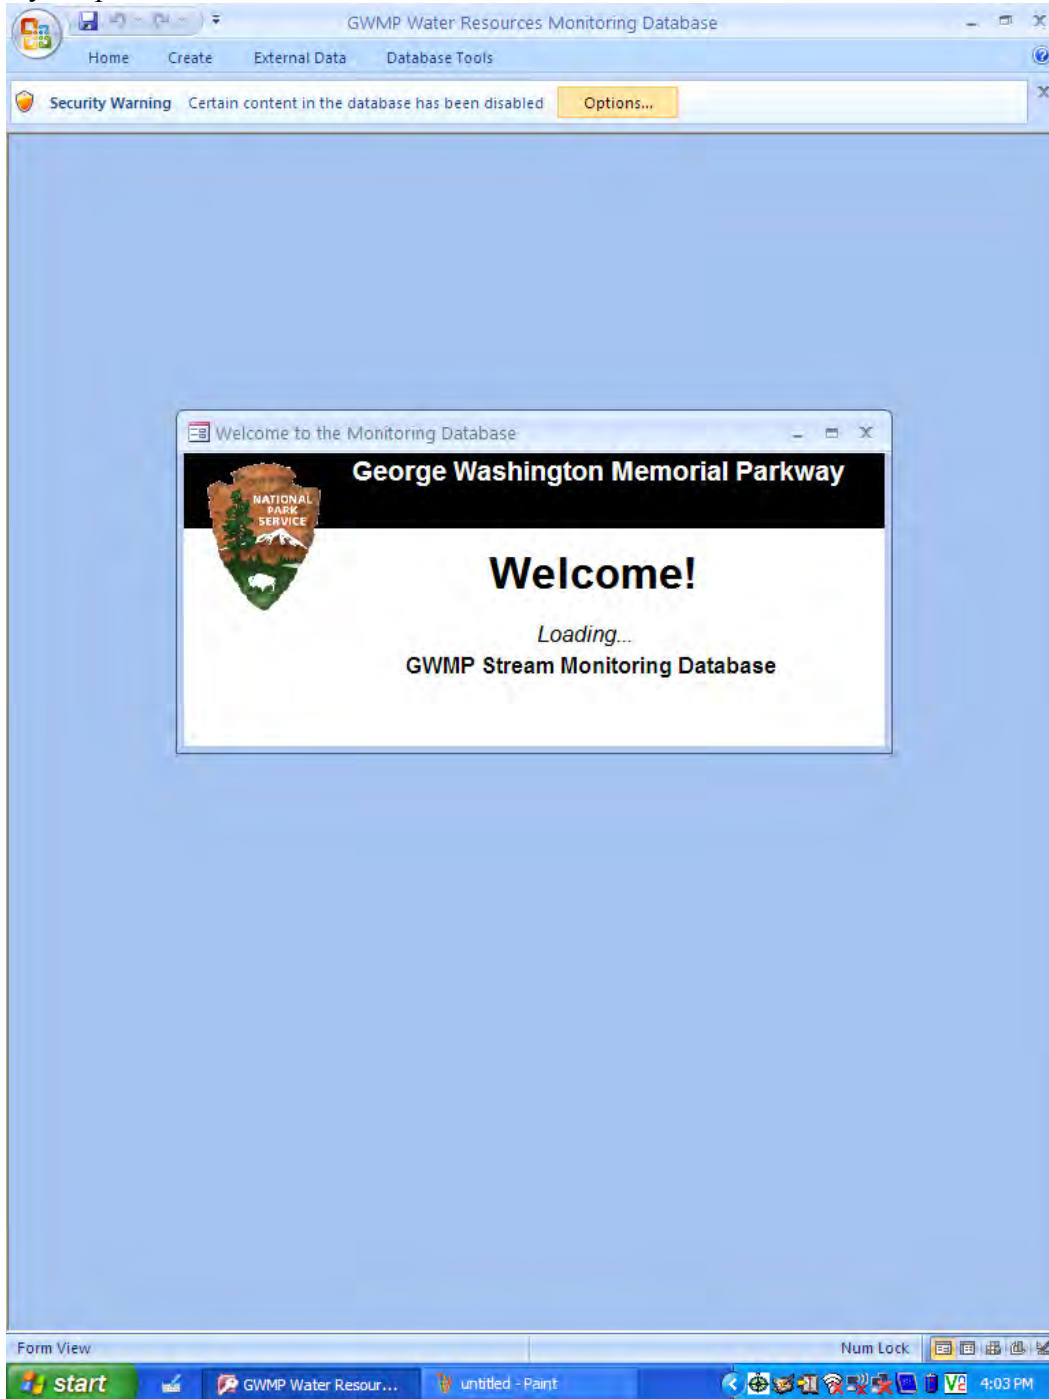 GWMP Water Resources Monitoring Database
Home Create External Data Database Tools
Security Warning Certain content in the database has been disabled Options...
Welcome to the Monitoring Database
George Washington Memorial Parkway
NATIONAL
PARK
SERVICE
Welcome!
Loading...
GWMP Stream Monitoring Database
Form View Num Lock
start GWMP Water Resour... untitled - Paint 4:03 PM